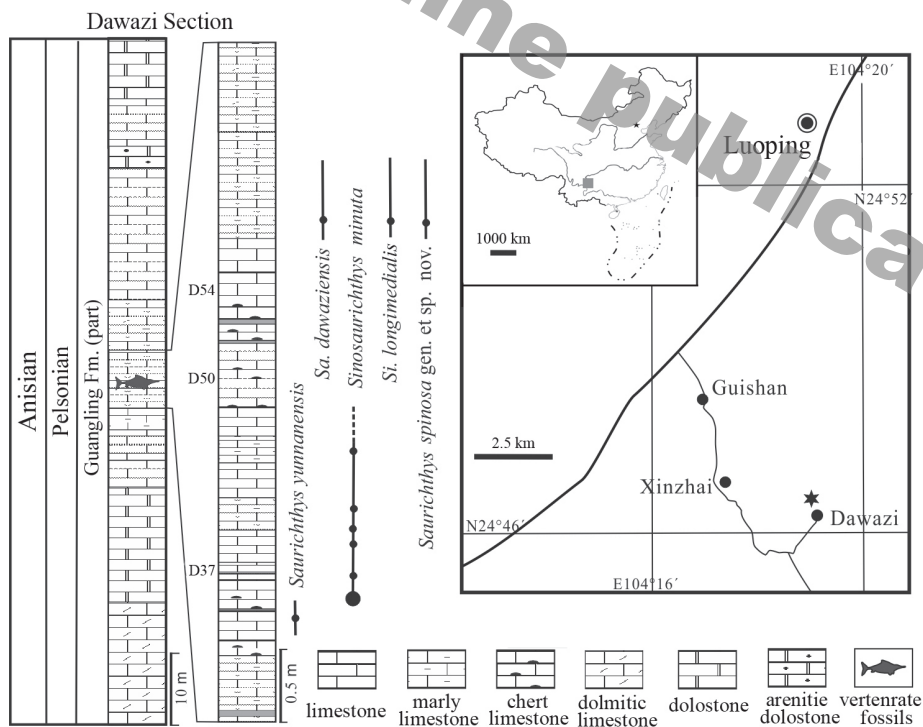 Dawazi Section
Anisian
Pelsonian
Guangling Fm. (part)
10 m
D54
D50
D37
0.5 m
Saurichthys yunnanensis
Sa. dawaziensis
Sinosaurichthys minuta
Si. longimedialis
Saurichthys spinosa gen. et sp. nov.
E104°20´
Luoping
N24°52´
1000 km
Guishan
2.5 km
Xinzhai
Dawazi
N24°46´
E104°16´
limestone
marly
limestone
chert
limestone
dolmitic
limestone
dolostone
arenitie
dolostone
vertenrate
fossils
ine publica